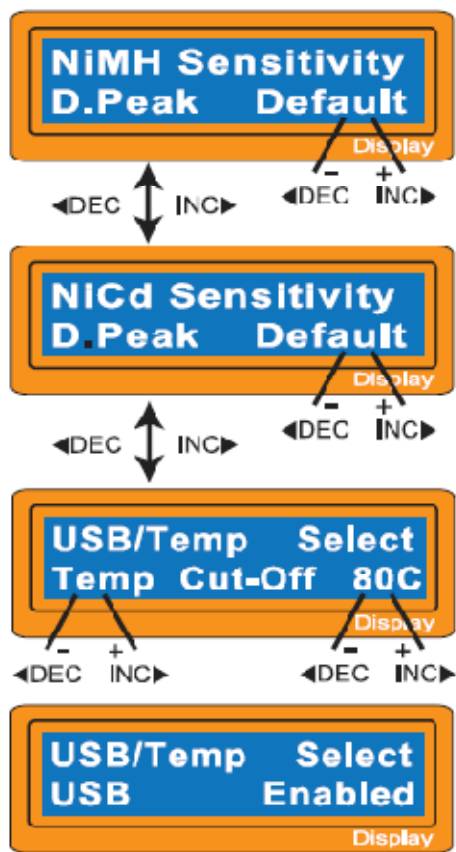 NiMH Sensitivity
D.Peak Default
Display
- +
◀DEC INC▶ ◀DEC INC▶
NiCd Sensitivity
D.Peak Default
Display
- +
◀DEC INC▶ ◀DEC INC▶
USB/Temp Select
Temp Cut-Off 80C
Display
- + - +
◀DEC INC▶ ◀DEC INC▶
USB/Temp Select
USB Enabled
Display